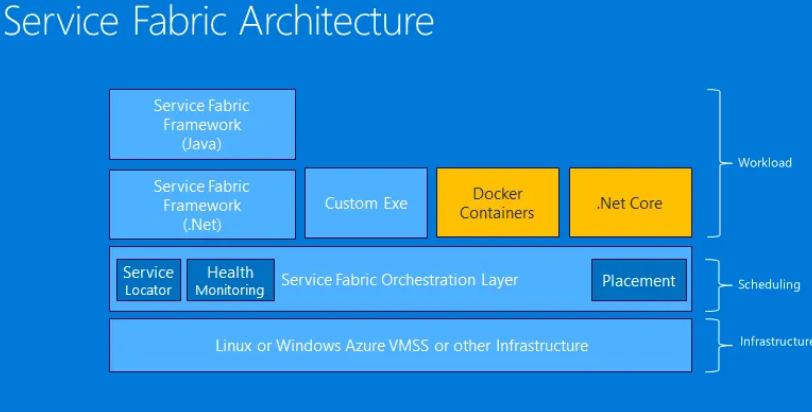 Service Fabric Architecture
Service Fabric
Framework
(Java)
Workload
Service Fabric
Framework
(.Net)
Custom Exe
Docker
Containers
.Net Core
Service
Locator
Health
Monitoring
Service Fabric Orchestration Layer
Placement
Scheduling
Linux or Windows Azure VMSS or other Infrastructure
Infrastructure